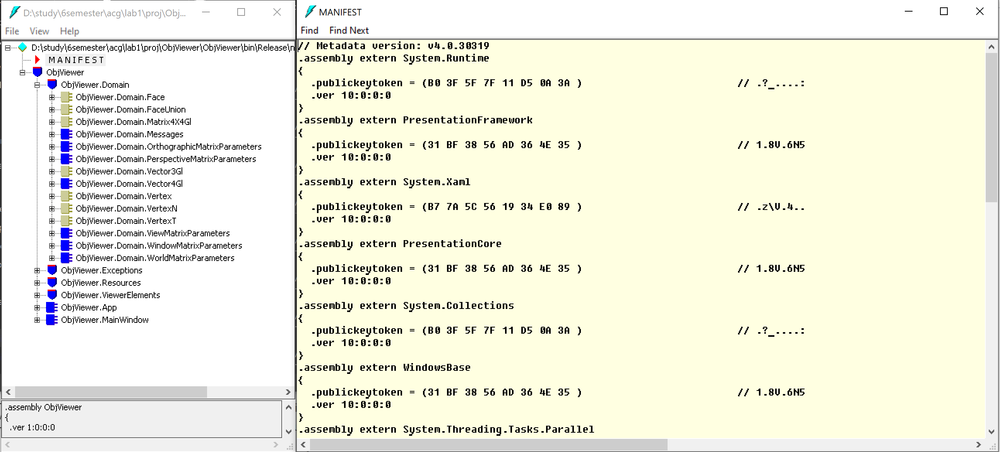 D:\study\6semester\acg\lab1\proj\Obj...
File View Help
D:\study\6semester\acg\lab1\proj\ObjViewer\ObjViewer\bin\Release\n
MANIFEST
ObjViewer
ObjViewer.Domain
ObjViewer.Domain.Face
ObjViewer.Domain.FaceUnion
ObjViewer.Domain.Matrix4X4Gl
ObjViewer.Domain.Messages
ObjViewer.Domain.OrthographicMatrixParameters
ObjViewer.Domain.PerspectiveMatrixParameters
ObjViewer.Domain.Vector3Gl
ObjViewer.Domain.Vector4Gl
ObjViewer.Domain.Vertex
ObjViewer.Domain.VertexN
ObjViewer.Domain.VertexT
ObjViewer.Domain.ViewMatrixParameters
ObjViewer.Domain.WindowMatrixParameters
ObjViewer.Domain.WorldMatrixParameters
ObjViewer.Exceptions
ObjViewer.Resources
ObjViewer.ViewerElements
ObjViewer.App
ObjViewer.MainWindow
.assembly ObjViewer
{
.ver 1:0:0:0
MANIFEST
Find Find Next
// Metadata version: v4.0.30319
.assembly extern System.Runtime
{
.publickeytoken = (B0 3F 5F 7F 11 D5 0A 3A ) // .?_....:
.ver 10:0:0:0
}
.assembly extern PresentationFramework
{
.publickeytoken = (31 BF 38 56 AD 36 4E 35 ) // 1.8V.6N5
.ver 10:0:0:0
}
.assembly extern System.Xaml
{
.publickeytoken = (B7 7A 5C 56 19 34 E0 89 ) // .z\V.4..
.ver 10:0:0:0
}
.assembly extern PresentationCore
{
.publickeytoken = (31 BF 38 56 AD 36 4E 35 ) // 1.8V.6N5
.ver 10:0:0:0
}
.assembly extern System.Collections
{
.publickeytoken = (B0 3F 5F 7F 11 D5 0A 3A ) // .?_....:
.ver 10:0:0:0
}
.assembly extern WindowsBase
{
.publickeytoken = (31 BF 38 56 AD 36 4E 35 ) // 1.8V.6N5
.ver 10:0:0:0
}
.assembly extern System.Threading.Tasks.Parallel